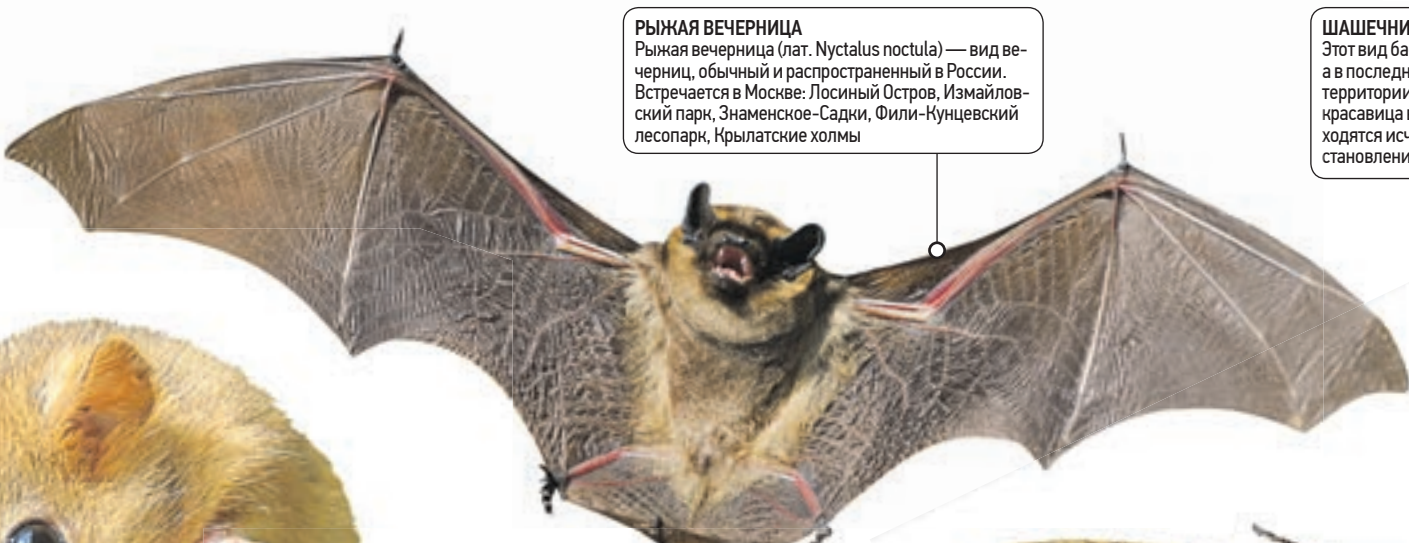 РЫЖАЯ ВЕЧЕРНИЦА
Рыжая вечерница (лат. Nyctalus noctula) — вид ве-
черниц, обычный и распространенный в России.
Встречается в Москве: Лосиный Остров, Измайлов-
ский парк, Знаменское-Садки, Фили-Кунцевский
лесопарк, Крылатские холмы
ШАШЕЧНИ
Этот вид ба
а в последн
территории
красавица
ходятся исч
становлени